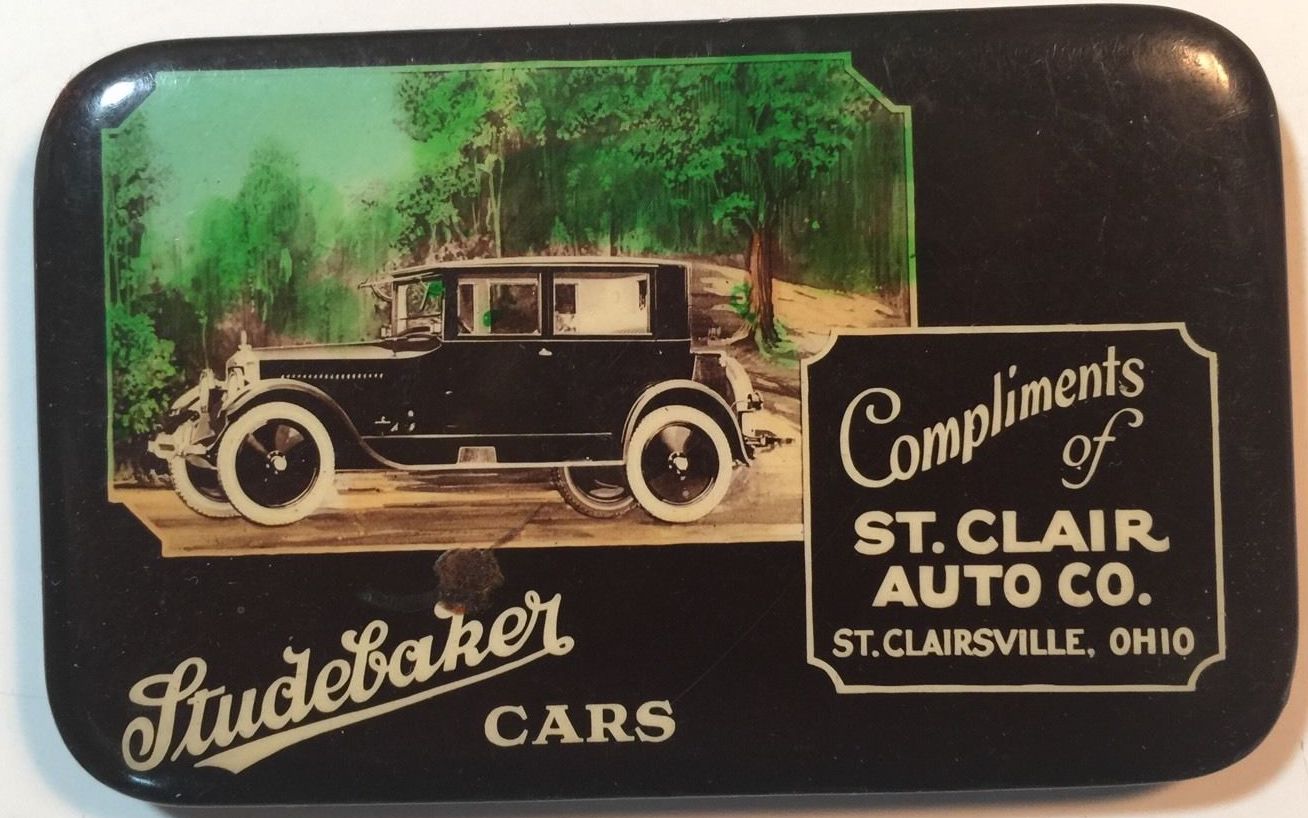 Compliments
of
ST. CLAIR
AUTO CO.
ST. CLAIRSVILLE, OHIO
Studebaker
CARS